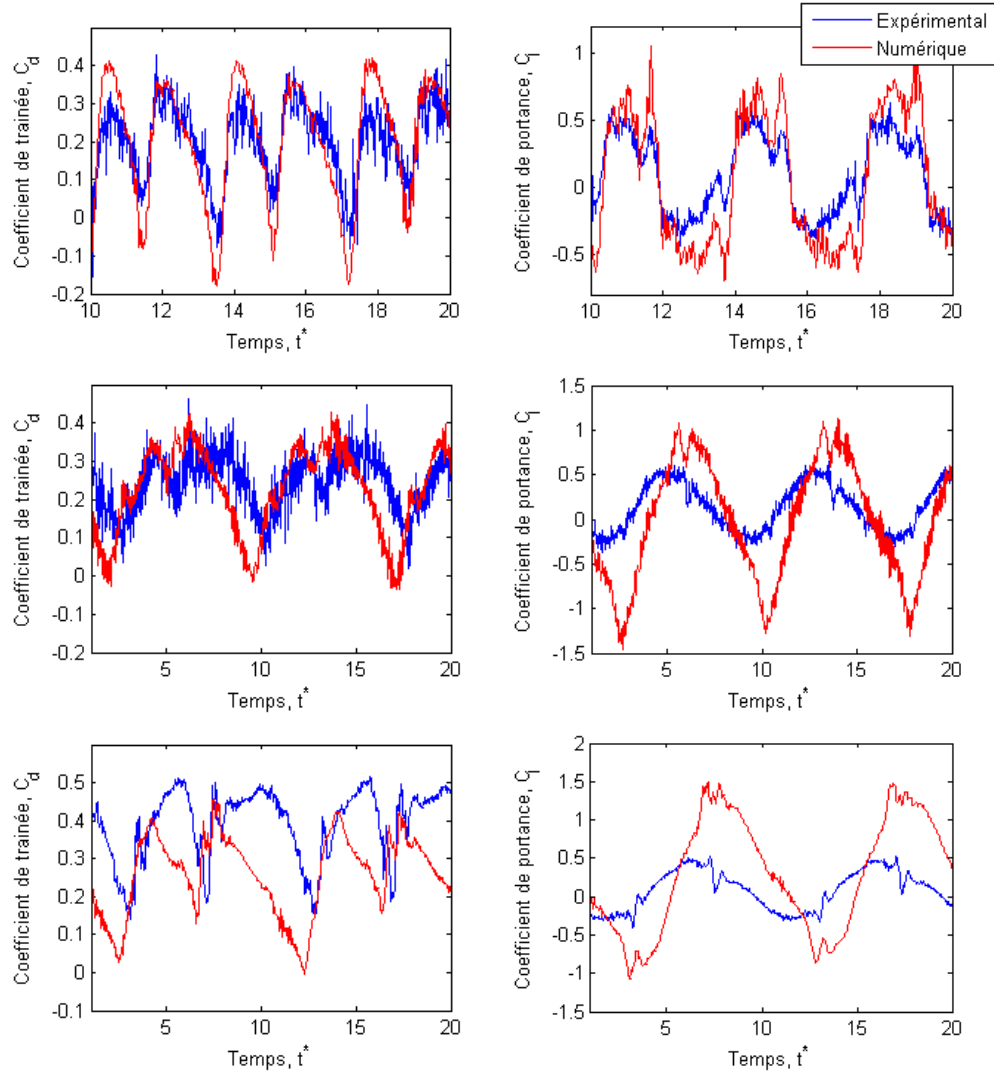 Expérimental
Numérique
Coefficient de trainée, C_d
0.4
0.3
0.2
0.1
0
-0.1
-0.2
10 12 14 16 18 20
Temps, t*
Coefficient de portance, C_l
1
0.5
0
-0.5
10 12 14 16 18 20
Temps, t*
Coefficient de trainée, C_d
0.4
0.3
0.2
0.1
0
-0.1
-0.2
5 10 15 20
Temps, t*
Coefficient de portance, C_l
1.5
1
0.5
0
-0.5
-1
-1.5
5 10 15 20
Temps, t*
Coefficient de trainée, C_d
0.6
0.5
0.4
0.3
0.2
0.1
0
-0.1
5 10 15 20
Temps, t*
Coefficient de portance, C_l
2
1.5
1
0.5
0
-0.5
-1
-1.5
5 10 15 20
Temps, t*